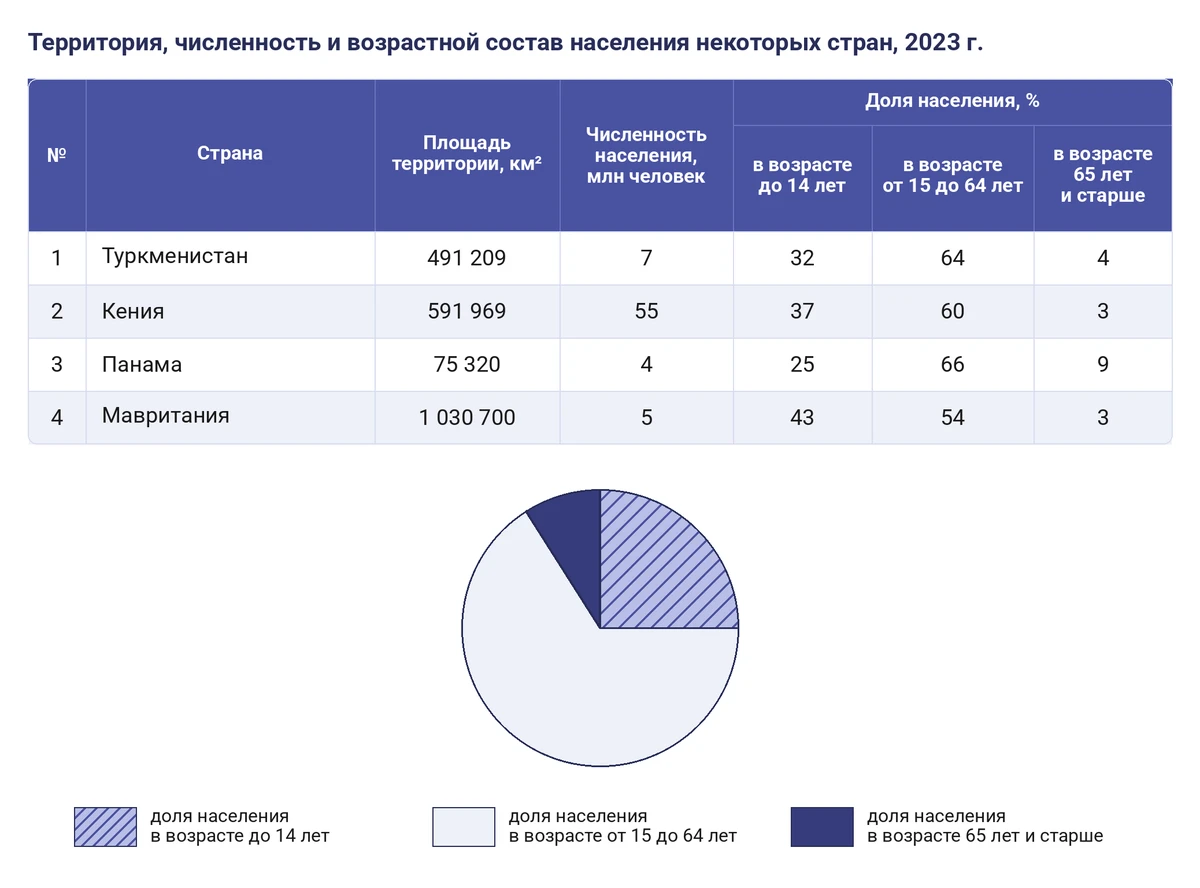 Территория, численность и возрастной состав населения некоторых стран, 2023 г.
№
Страна
Площадь
территории, км²
Численность
населения,
млн человек
Доля населения, %
в возрасте
до 14 лет
в возрасте
от 15 до 64 лет
в возрасте
65 лет
и старше
1 Туркменистан 491 209 7 32 64 4
2 Кения 591 969 55 37 60 3
3 Панама 75 320 4 25 66 9
4 Мавритания 1 030 700 5 43 54 3
доля населения
в возрасте до 14 лет
доля населения
в возрасте от 15 до 64 лет
доля населения
в возрасте 65 лет и старше